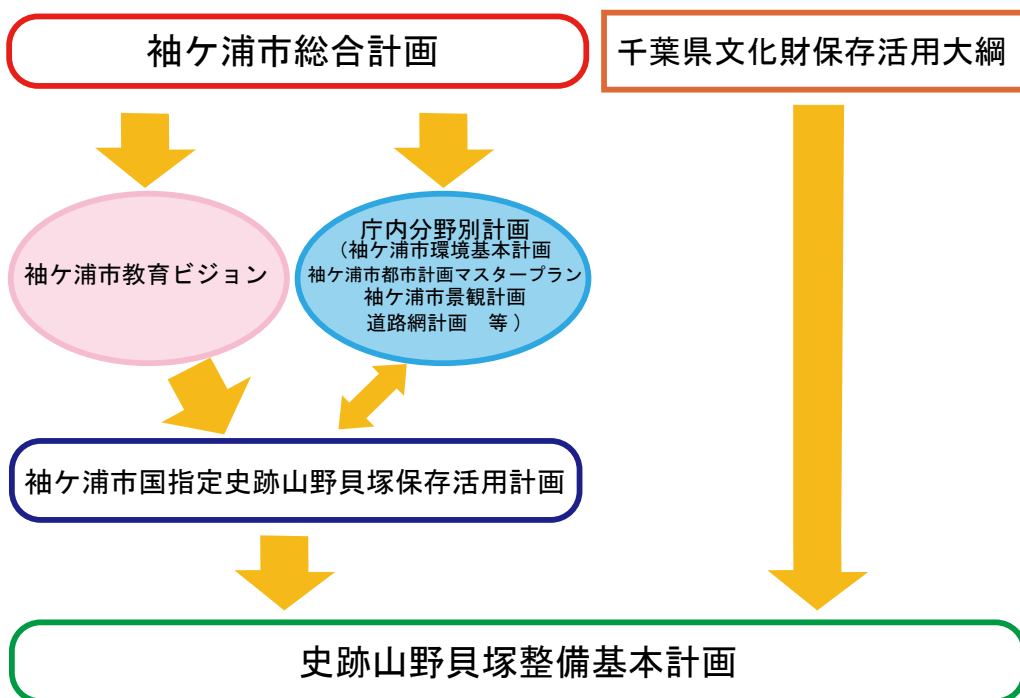 袖ケ浦市総合計画
千葉県文化財保存活用大綱
袖ケ浦市教育ビジョン
庁内分野別計画
（袖ケ浦市環境基本計画
袖ケ浦市都市計画マスタープラン
袖ケ浦市景観計画
道路網計画　等）
袖ケ浦市国指定史跡山野貝塚保存活用計画
史跡山野貝塚整備基本計画